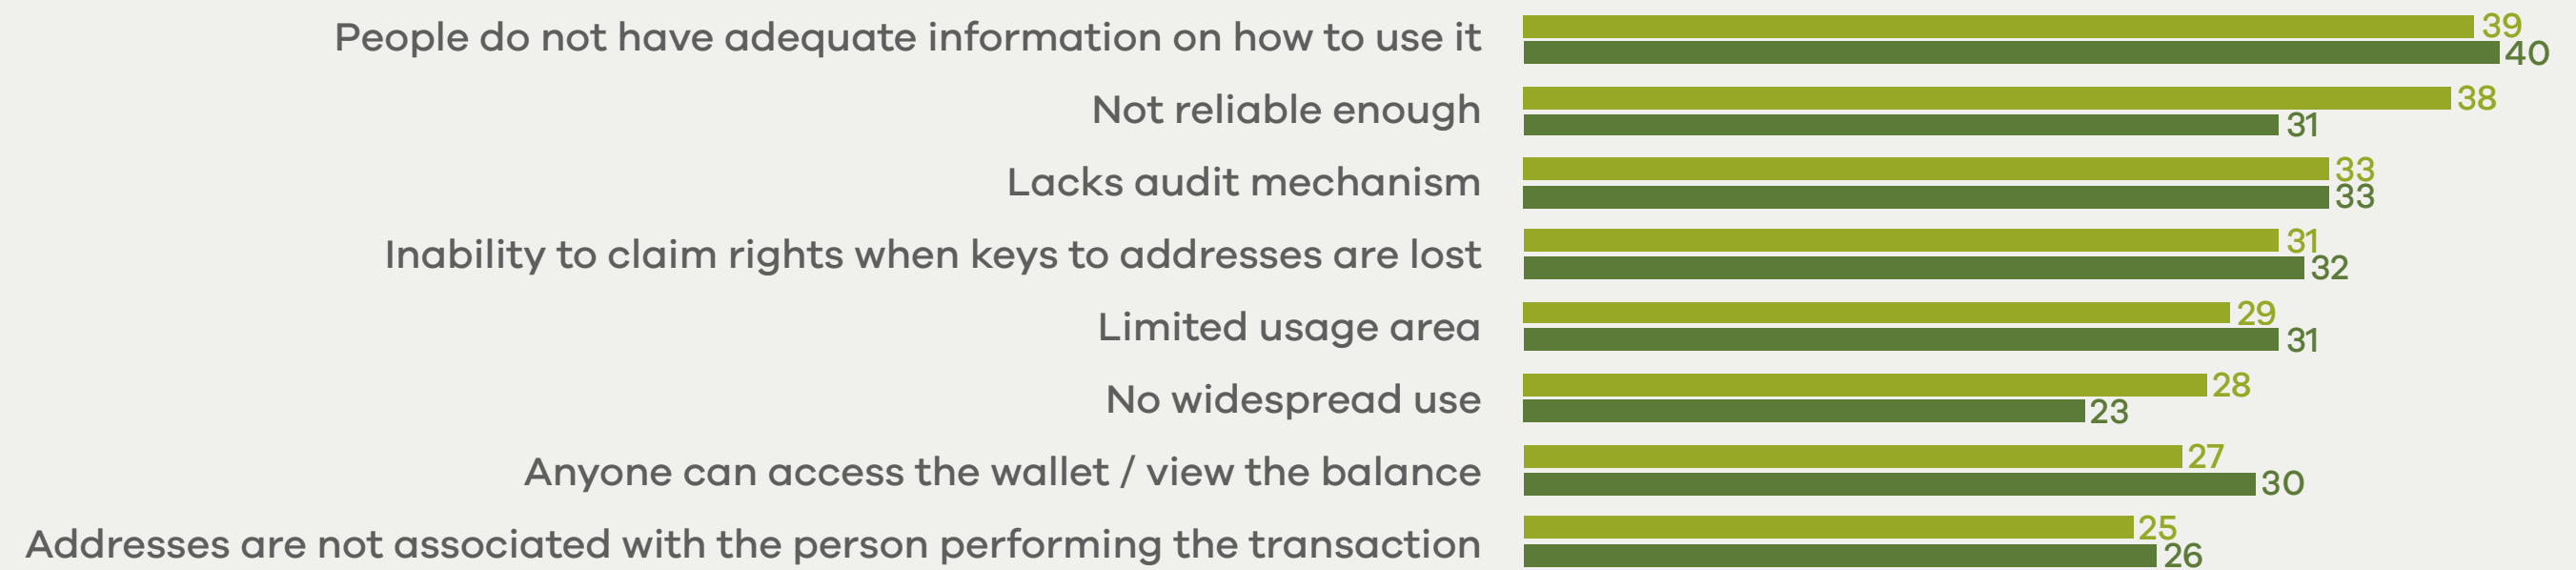 People do not have adequate information on how to use it
39
40
Not reliable enough
38
31
Lacks audit mechanism
33
33
Inability to claim rights when keys to addresses are lost
31
32
Limited usage area
29
31
No widespread use
28
23
Anyone can access the wallet / view the balance
27
30
Addresses are not associated with the person performing the transaction
25
26